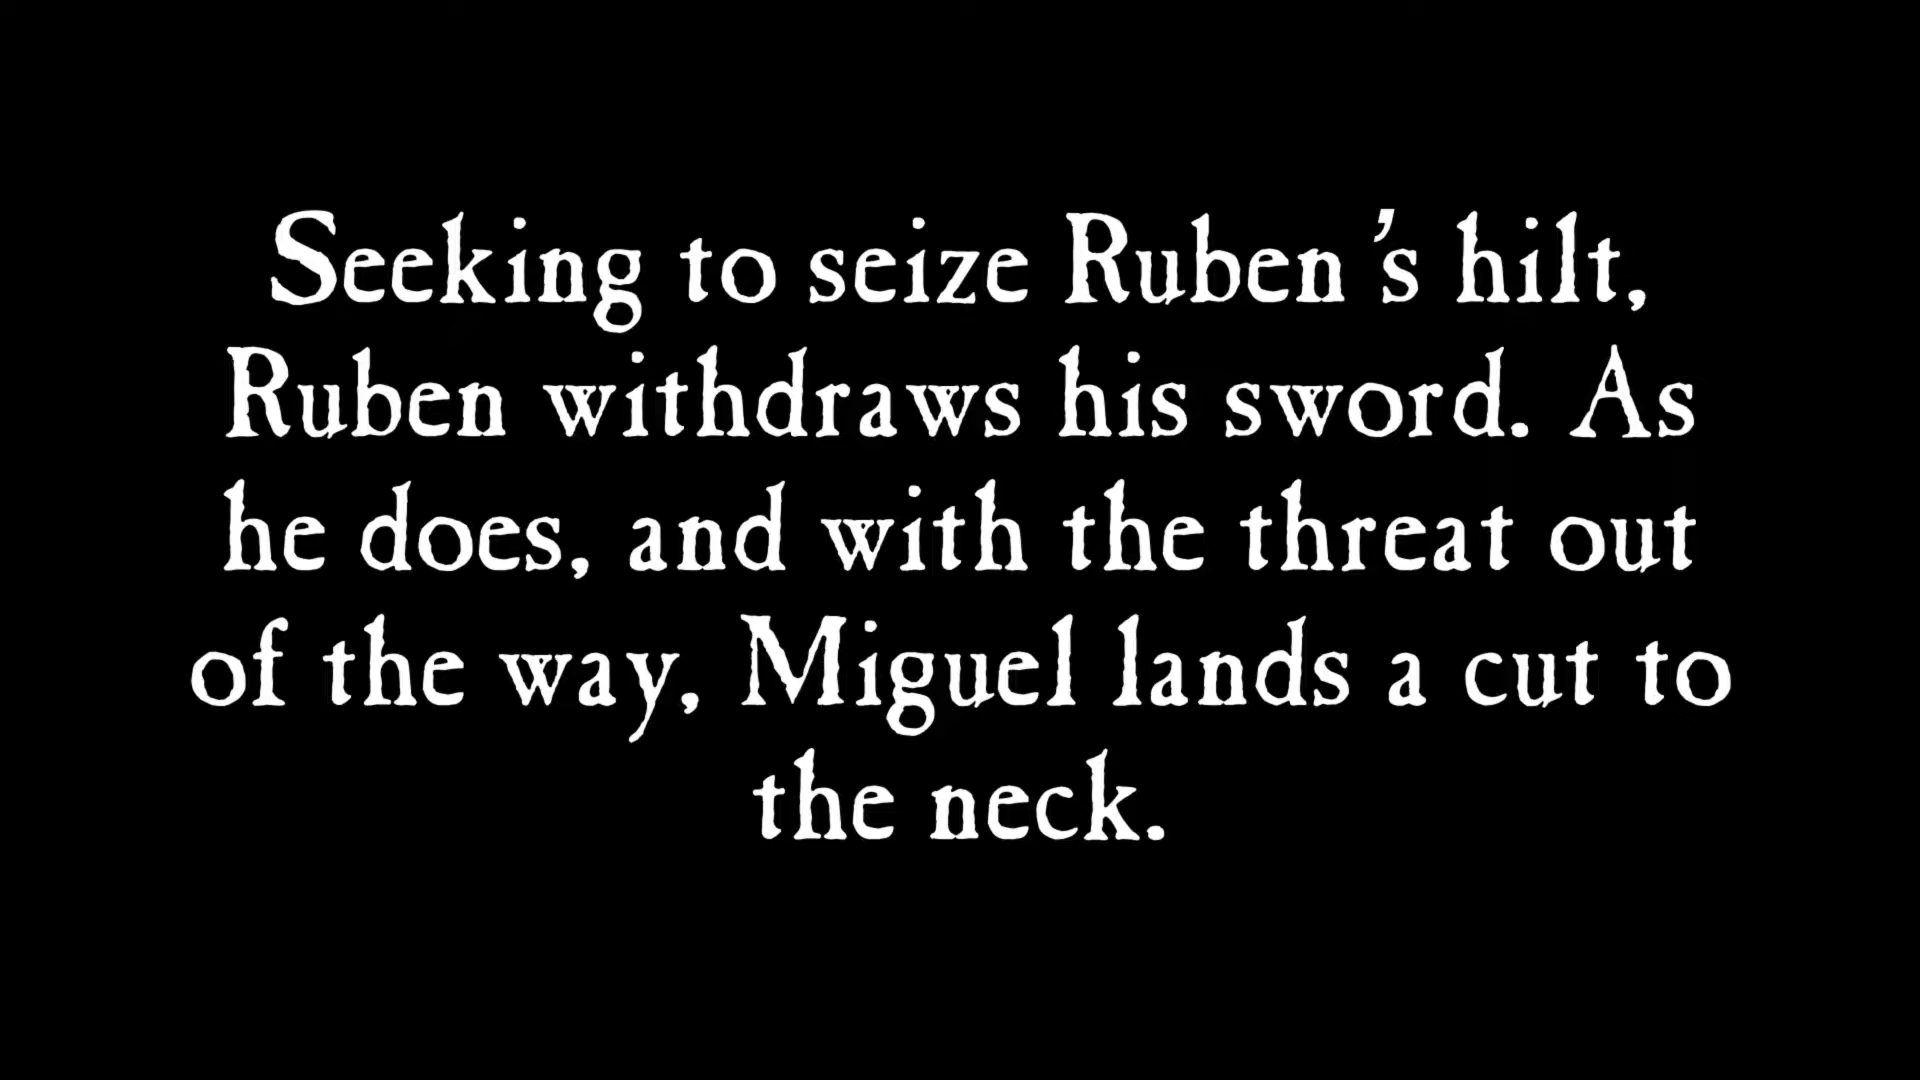 Seeking to seize Ruben's hilt,
Ruben withdraws his sword. As
he does, and with the threat out
of the way, Miguel lands a cut to
the neck.